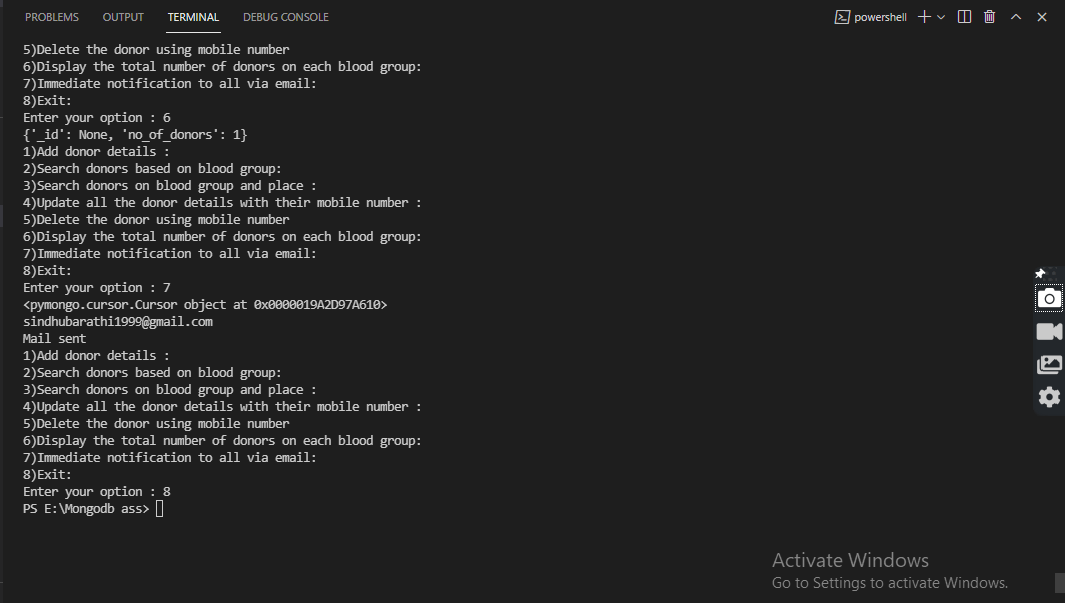 PROBLEMS OUTPUT TERMINAL DEBUG CONSOLE powershell
5)Delete the donor using mobile number
6)Display the total number of donors on each blood group:
7)Immediate notification to all via email:
8)Exit:
Enter your option : 6
{'_id': None, 'no_of_donors': 1}
1)Add donor details :
2)Search donors based on blood group:
3)Search donors on blood group and place :
4)Update all the donor details with their mobile number :
5)Delete the donor using mobile number
6)Display the total number of donors on each blood group:
7)Immediate notification to all via email:
8)Exit:
Enter your option : 7
<pymongo.cursor.Cursor object at 0x0000019A2D97A610>
sindhubarathi1999@gmail.com
Mail sent
1)Add donor details :
2)Search donors based on blood group:
3)Search donors on blood group and place :
4)Update all the donor details with their mobile number :
5)Delete the donor using mobile number
6)Display the total number of donors on each blood group:
7)Immediate notification to all via email:
8)Exit:
Enter your option : 8
PS E:\Mongodb ass>
Activate Windows
Go to Settings to activate Windows.